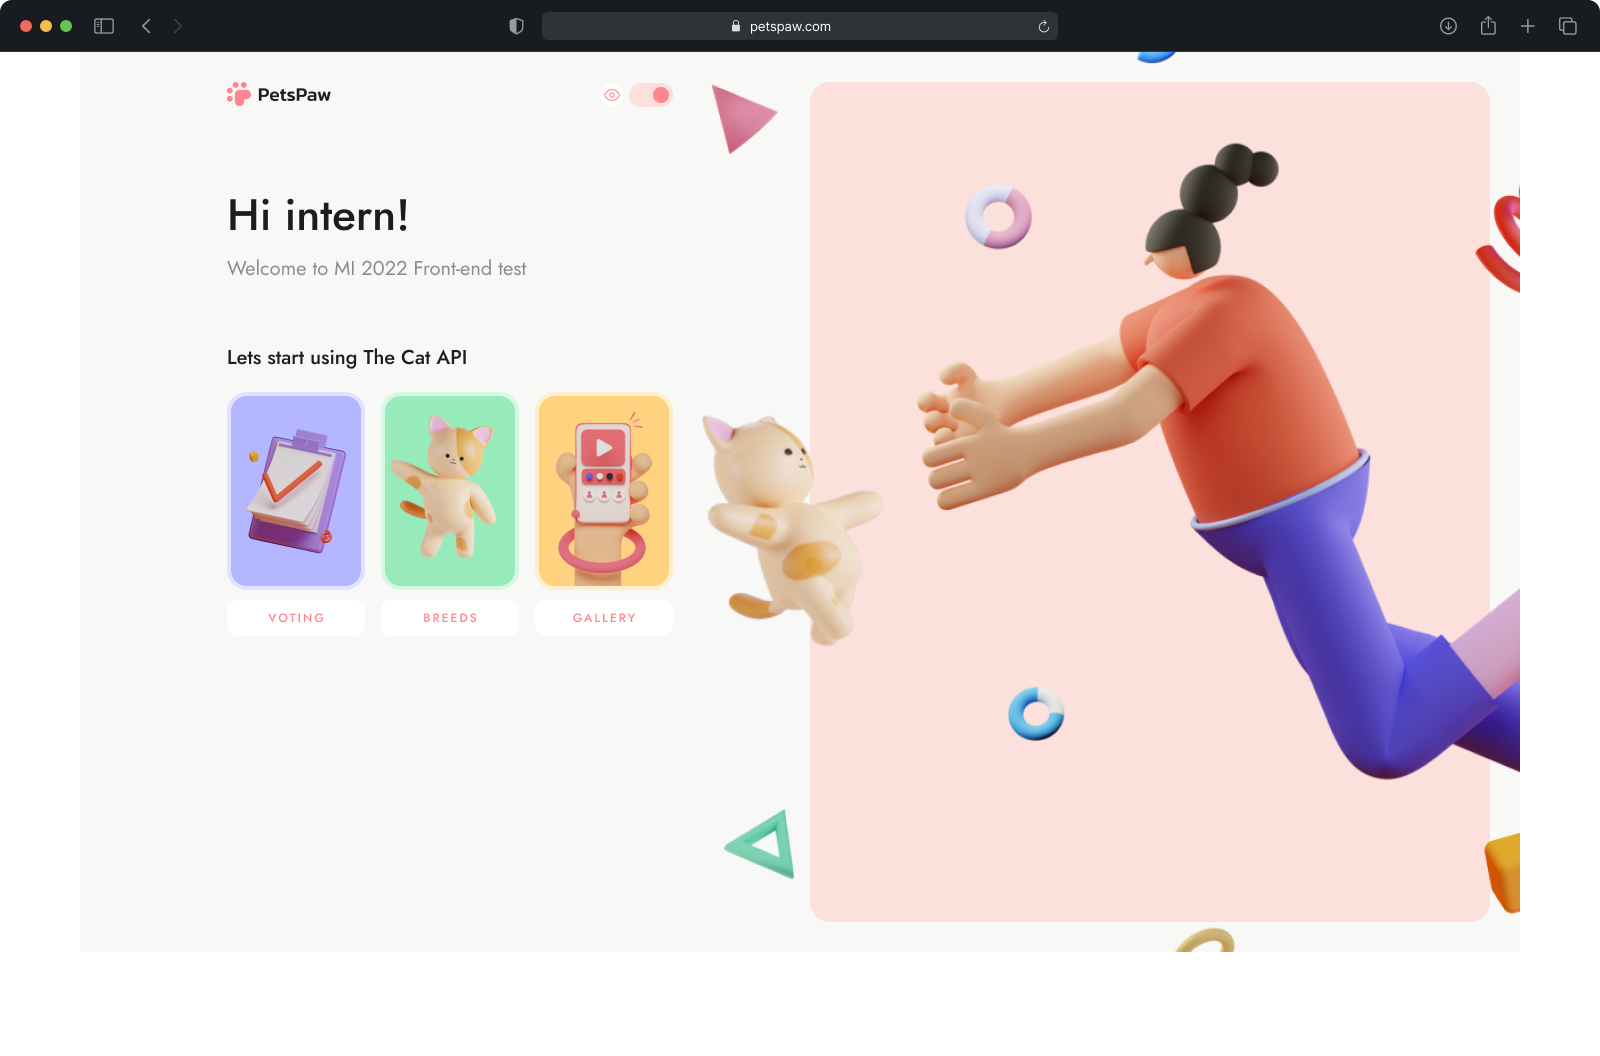 petspaw.com
PetsPaw
Hi intern!
Welcome to MI 2022 Front-end test
Lets start using The Cat API
VOTING
BREEDS
GALLERY